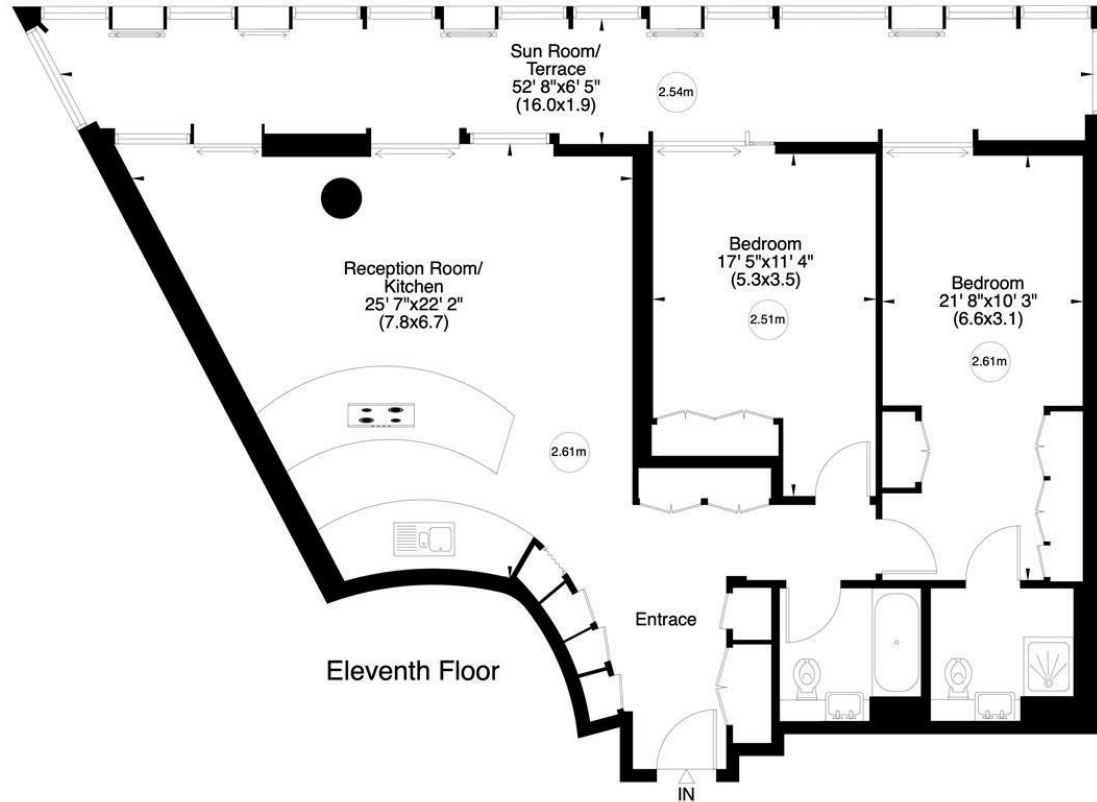 Sun Room/
Terrace
52' 8"x6' 5"
(16.0x1.9)
2.54m
Reception Room/
Kitchen
25' 7"x22' 2"
(7.8x6.7)
2.61m
Bedroom
17' 5"x11' 4"
(5.3x3.5)
2.51m
Bedroom
21' 8"x10' 3"
(6.6x3.1)
2.61m
Entrace
Eleventh Floor
IN